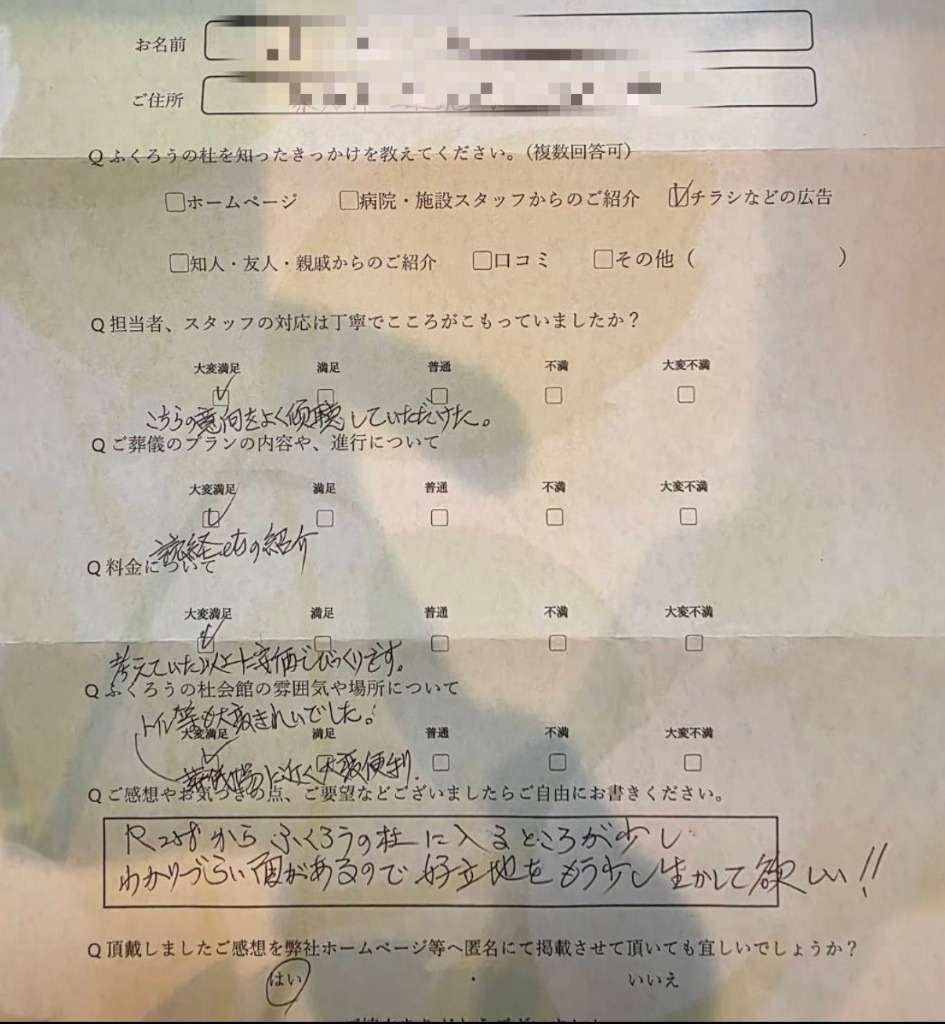 お名前
ご住所
Q ふくろうの杜を知ったきっかけを教えてください。(複数回答可)
ホームページ 病院・施設スタッフからのご紹介 チラシなどの広告
知人・友人・親戚からのご紹介 口コミ その他 ( )
Q 担当者、スタッフの対応は丁寧でこころがこもっていましたか?
大変満足 満足 普通 不満 大変不満
こちらの意向をよく傾聴していただけた。
Q ご葬儀のプランの内容や、進行について
大変満足 満足 普通 不満 大変不満
読経etcの紹介
Q 料金について
大変満足 満足 普通 不満 大変不満
考えていた以上に安価でびっくりです。
Q ふくろうの杜会館の雰囲気や場所について
トイレ等も大変きれいでした。
大変満足 満足 普通 不満 大変不満
葬儀場に近く大変便利.
Q ご感想やお気づきの点、ご要望などございましたらご自由にお書きください。
からふくろうの杜に入るところが少し
わかりづらい面があるので好立地をもう少し生かして欲しい!!
Q 頂戴しましたご感想を弊社ホームページ等へ匿名にて掲載させて頂いても宜しいでしょうか?
はい ・ いいえ